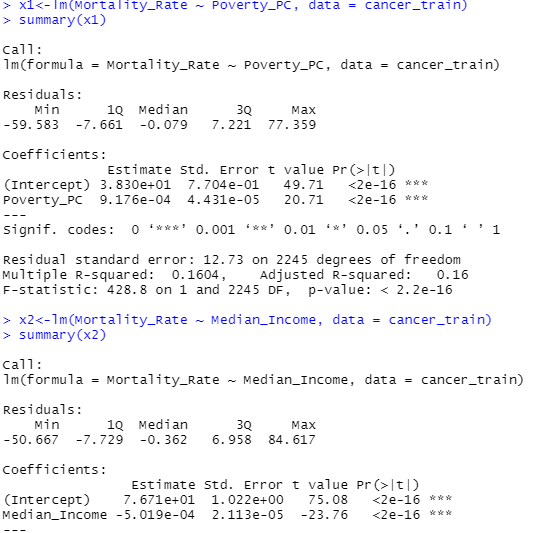 > x1<-lm(Mortality_Rate ~ Poverty_PC, data = cancer_train)
> summary(x1)

Call:
lm(formula = Mortality_Rate ~ Poverty_PC, data = cancer_train)

Residuals:
    Min      1Q  Median      3Q     Max
-59.583  -7.661  -0.079   7.221  77.359

Coefficients:
             Estimate Std. Error t value Pr(>|t|)
(Intercept) 3.830e+01  7.704e-01   49.71   <2e-16 ***
Poverty_PC  9.176e-04  4.431e-05   20.71   <2e-16 ***
---
Signif. codes:  0 ‘***’ 0.001 ‘**’ 0.01 ‘*’ 0.05 ‘.’ 0.1 ‘ ’ 1

Residual standard error: 12.73 on 2245 degrees of freedom
Multiple R-squared:  0.1604,    Adjusted R-squared:   0.16
F-statistic: 428.8 on 1 and 2245 DF,  p-value: < 2.2e-16

> x2<-lm(Mortality_Rate ~ Median_Income, data = cancer_train)
> summary(x2)

Call:
lm(formula = Mortality_Rate ~ Median_Income, data = cancer_train)

Residuals:
    Min      1Q  Median      3Q     Max
-50.667  -7.729  -0.362   6.958  84.617

Coefficients:
                Estimate Std. Error t value Pr(>|t|)
(Intercept)    7.671e+01  1.022e+00   75.08   <2e-16 ***
Median_Income -5.019e-04  2.113e-05  -23.76   <2e-16 ***
---